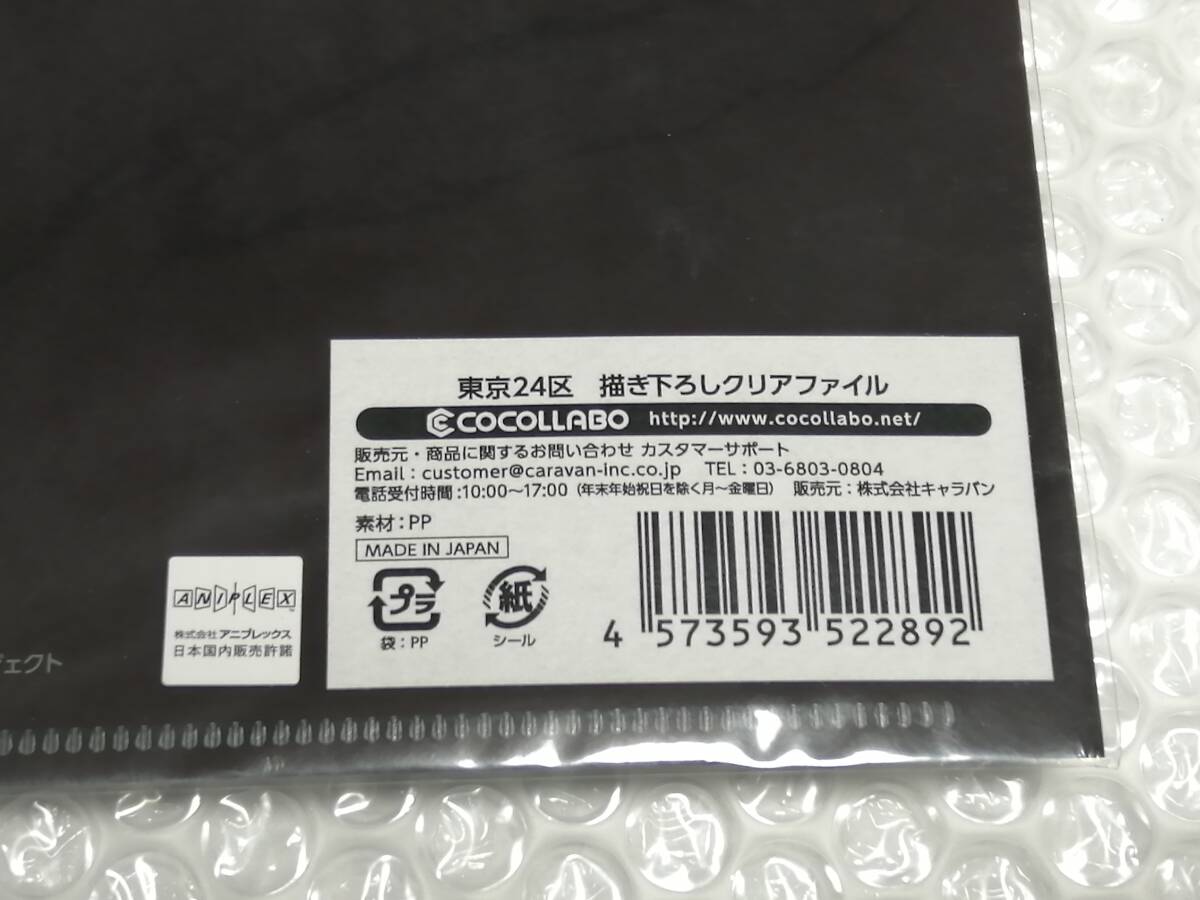 東京24区 描き下ろしクリアファイル
COCOLLABO http://www.cocollabo.net/
販売元・商品に関するお問い合わせ カスタマーサポート
Email：customer@caravan-inc.co.jp TEL：03-6803-0804
電話受付時間：10:00～17:00（年末年始祝日を除く月～金曜日） 販売元：株式会社キャラバン
素材：PP
MADE IN JAPAN
プラ
袋：PP
紙
シール
4 573593 522892
ANIPLEX
株式会社 アニプレックス
日本国内販売許諾
ジェクト